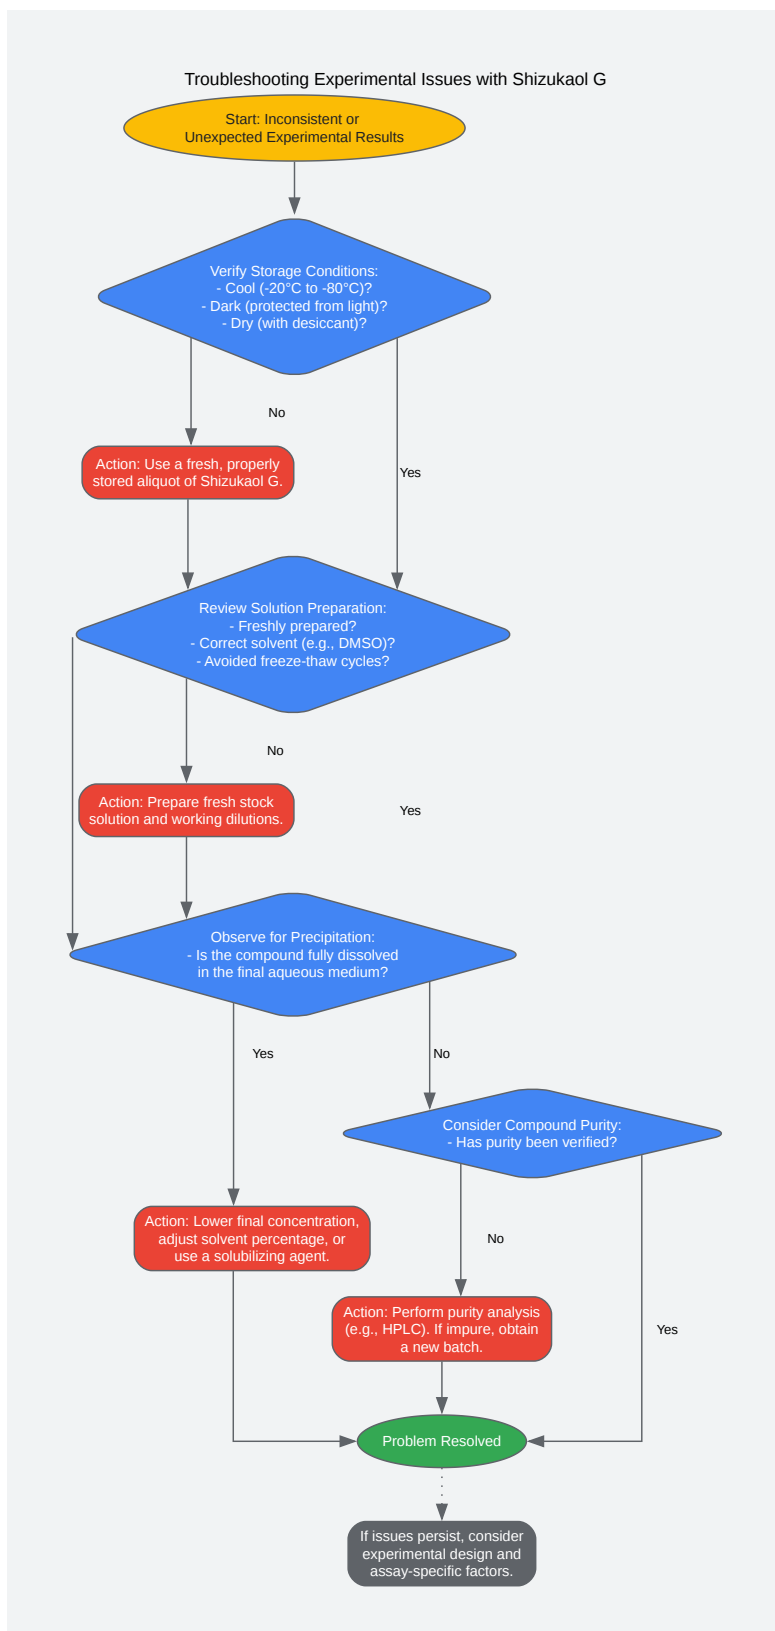 Troubleshooting Experimental Issues with Shizukaol G
Start: Inconsistent or
Unexpected Experimental Results
Verify Storage Conditions:
- Cool (-20°C to -80°C)?
- Dark (protected from light)?
- Dry (with desiccant)?
No
Yes
Action: Use a fresh, properly
stored aliquot of Shizukaol G.
Review Solution Preparation:
- Freshly prepared?
- Correct solvent (e.g., DMSO)?
- Avoided freeze-thaw cycles?
No
Yes
Action: Prepare fresh stock
solution and working dilutions.
Observe for Precipitation:
- Is the compound fully dissolved
in the final aqueous medium?
Yes
No
Consider Compound Purity:
- Has purity been verified?
Action: Lower final concentration,
adjust solvent percentage, or
use a solubilizing agent.
No
Yes
Action: Perform purity analysis
(e.g., HPLC). If impure, obtain
a new batch.
Problem Resolved
If issues persist, consider
experimental design and
assay-specific factors.